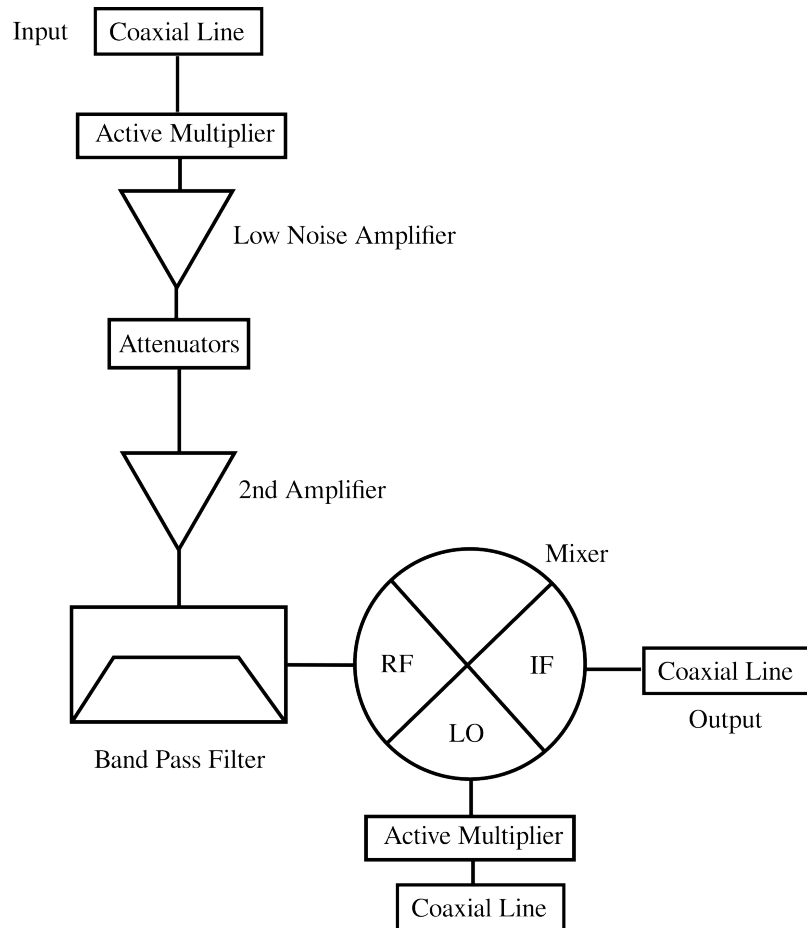 Input
Coaxial Line
Active Multiplier
Low Noise Amplifier
Attenuators
2nd Amplifier
Mixer
RF
IF
LO
Coaxial Line
Output
Band Pass Filter
Active Multiplier
Coaxial Line